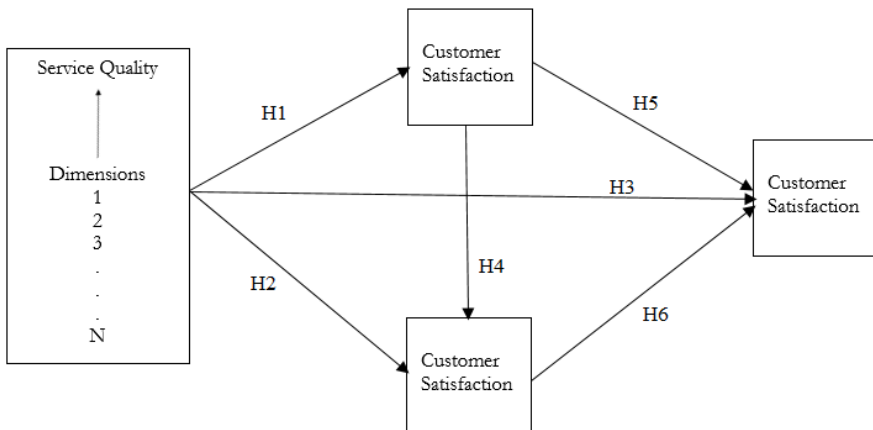 Service Quality
Dimensions
1
2
3
.
.
.
N
H1
H2
Customer
Satisfaction
H5
H3
H4
Customer
Satisfaction
H6
Customer
Satisfaction